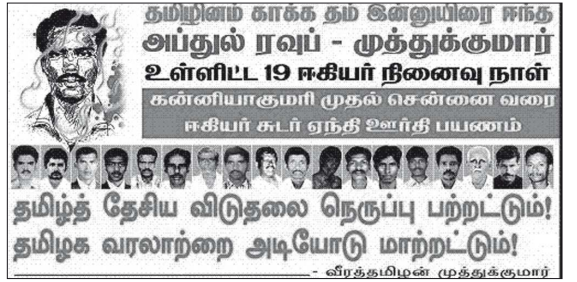 தமிழினம் காக்க தம் இன்னுயிரை ஈந்த
அப்துல் ரவுப் - முத்துக்குமார்
உள்ளிட்ட 19 ஈகியர் நினைவு நாள்
கன்னியாகுமரி முதல் சென்னை வரை
ஈகியர் சுடர் ஏந்தி ஊர்தி பயணம்
தமிழ்த் தேசிய விடுதலை நெருப்பு பற்றட்டும்!
தமிழக வரலாற்றை அடியோடு மாற்றட்டும்!
- வீரத்தமிழன் முத்துக்குமார்